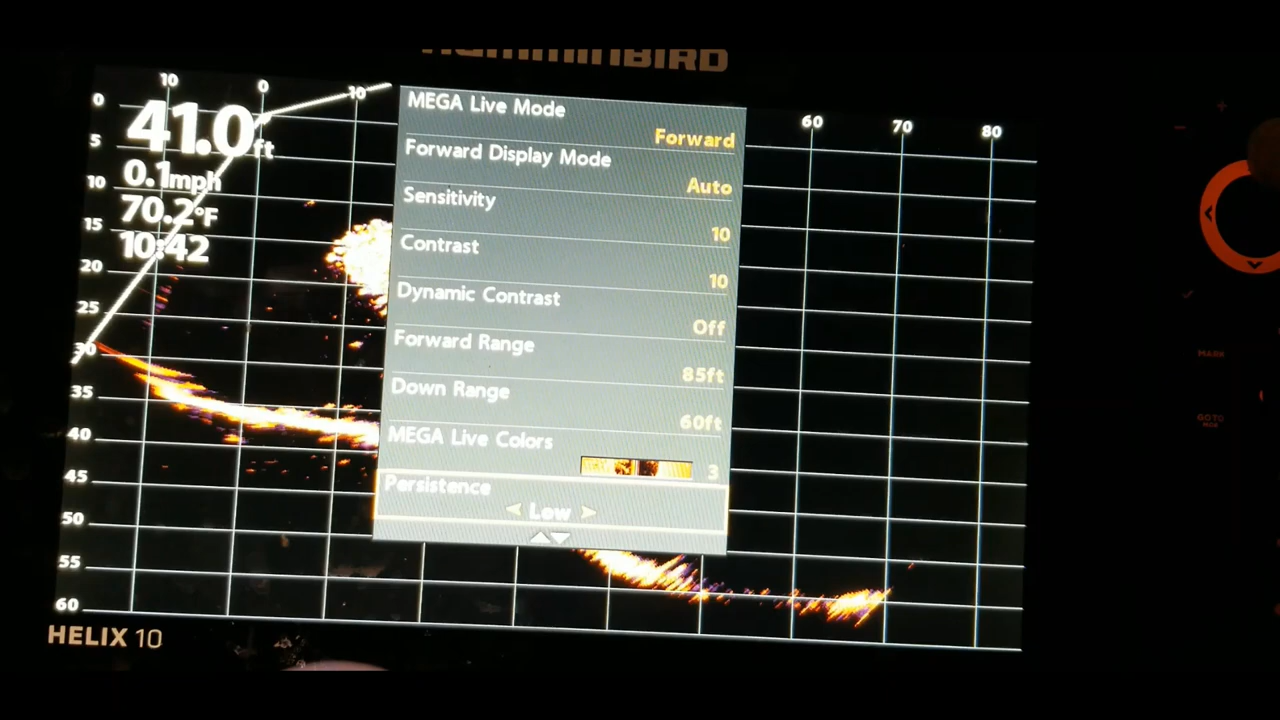 HUMMINBIRD
10 0 10 60 70 80
0
41.0 ft
5
0.1mph
10
70.2°F
15
10:42
20
25
30
35
40
45
50
55
60
MEGA Live Mode
Forward
Forward Display Mode
Auto
Sensitivity
10
Contrast
10
Dynamic Contrast
Off
Forward Range
85ft
Down Range
60ft
MEGA Live Colors
3
Persistence
Low
HELIX 10
MARK
GOTO